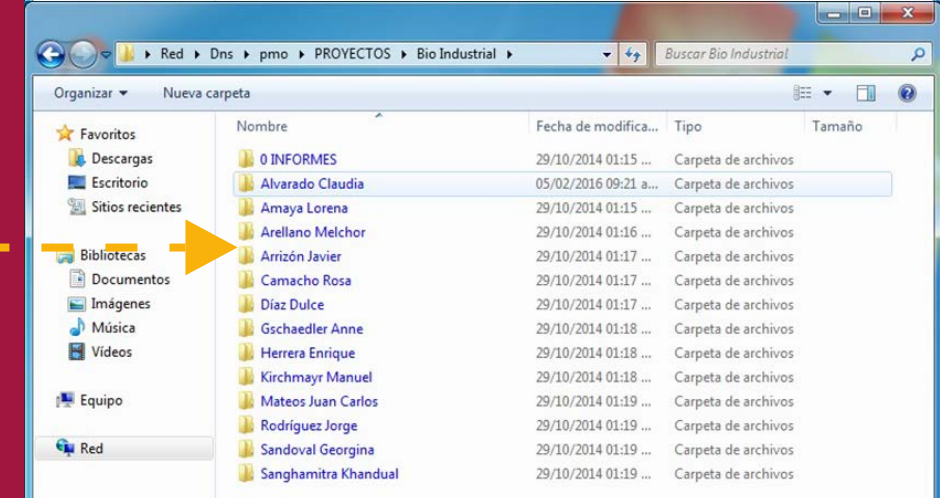 Red ▸ Dns ▸ pmo ▸ PROYECTOS ▸ Bio Industrial ▸ Buscar Bio Industrial
Organizar Nueva carpeta
Favoritos
Descargas
Escritorio
Sitios recientes
Bibliotecas
Documentos
Imágenes
Música
Vídeos
Equipo
Red
Nombre Fecha de modifica... Tipo Tamaño
0 INFORMES 29/10/2014 01:15 ... Carpeta de archivos
Alvarado Claudia 05/02/2016 09:21 a... Carpeta de archivos
Amaya Lorena 29/10/2014 01:15 ... Carpeta de archivos
Arellano Melchor 29/10/2014 01:16 ... Carpeta de archivos
Arrizón Javier 29/10/2014 01:17 ... Carpeta de archivos
Camacho Rosa 29/10/2014 01:17 ... Carpeta de archivos
Díaz Dulce 29/10/2014 01:17 ... Carpeta de archivos
Gschaedler Anne 29/10/2014 01:18 ... Carpeta de archivos
Herrera Enrique 29/10/2014 01:18 ... Carpeta de archivos
Kirchmayr Manuel 29/10/2014 01:18 ... Carpeta de archivos
Mateos Juan Carlos 29/10/2014 01:19 ... Carpeta de archivos
Rodríguez Jorge 29/10/2014 01:19 ... Carpeta de archivos
Sandoval Georgina 29/10/2014 01:19 ... Carpeta de archivos
Sanghamitra Khandual 29/10/2014 01:19 ... Carpeta de archivos